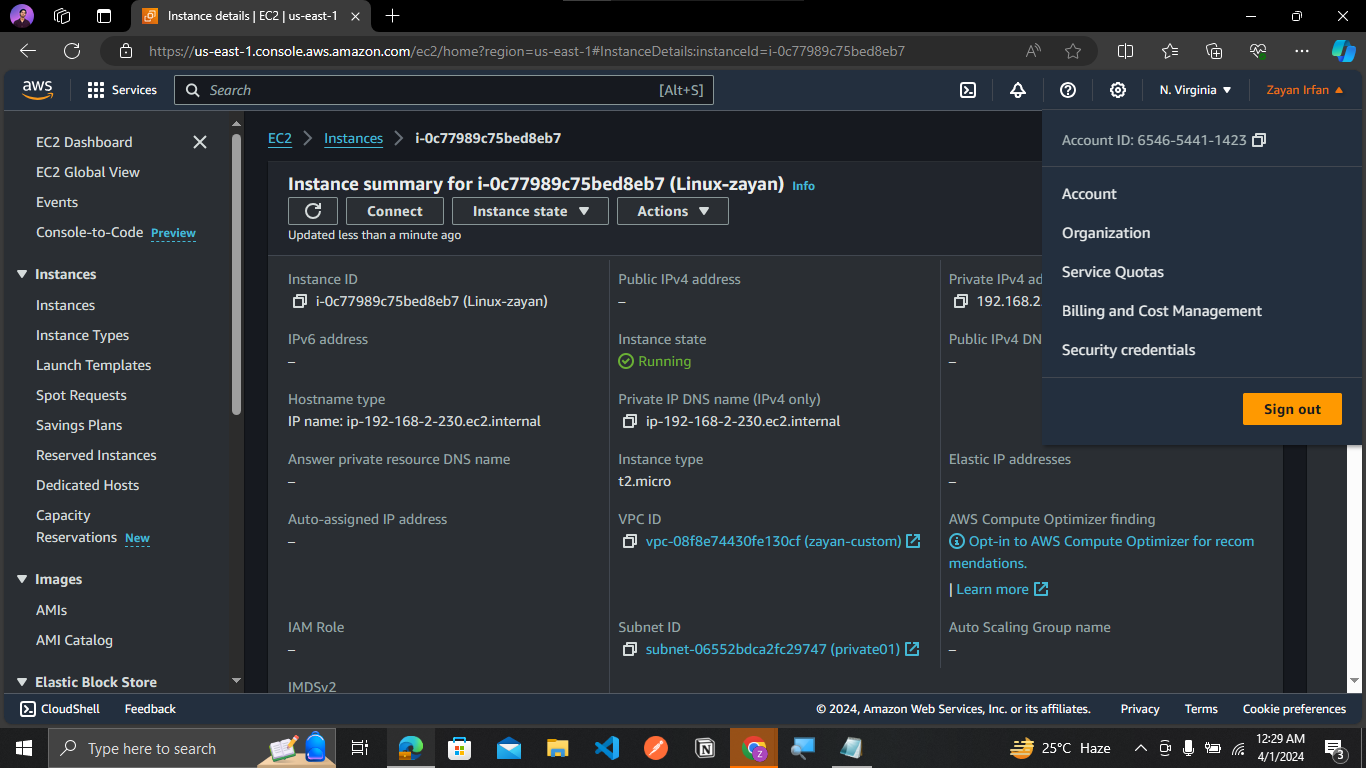 Instance details | EC2 | us-east-1
https://us-east-1.console.aws.amazon.com/ec2/home?region=us-east-1#InstanceDetails:instanceId=i-0c77989c75bed8eb7
aws Services Search [Alt+S] N. Virginia Zayan Irfan
Account ID: 6546-5441-1423
Account
Organization
Service Quotas
Billing and Cost Management
Security credentials
Sign out
EC2 Dashboard
EC2 Global View
Events
Console-to-Code Preview
Instances
Instances
Instance Types
Launch Templates
Spot Requests
Savings Plans
Reserved Instances
Dedicated Hosts
Capacity
Reservations New
Images
AMIs
AMI Catalog
Elastic Block Store
EC2 Instances i-0c77989c75bed8eb7
Instance summary for i-0c77989c75bed8eb7 (Linux-zayan) Info
Connect Instance state Actions
Updated less than a minute ago
Instance ID
i-0c77989c75bed8eb7 (Linux-zayan)
Public IPv4 address
–
Private IPv4 ad
192.168.2
IPv6 address
–
Instance state
Running
Public IPv4 DN
–
Hostname type
IP name: ip-192-168-2-230.ec2.internal
Private IP DNS name (IPv4 only)
ip-192-168-2-230.ec2.internal
Answer private resource DNS name
–
Instance type
t2.micro
Elastic IP addresses
–
Auto-assigned IP address
–
VPC ID
vpc-08f8e74430fe130cf (zayan-custom)
AWS Compute Optimizer finding
Opt-in to AWS Compute Optimizer for recom
mendations.
| Learn more
IAM Role
–
Subnet ID
subnet-06552bdca2fc29747 (private01)
Auto Scaling Group name
–
IMDSv2
CloudShell Feedback © 2024, Amazon Web Services, Inc. or its affiliates. Privacy Terms Cookie preferences
Type here to search
25°C Haze
12:29 AM
4/1/2024
3